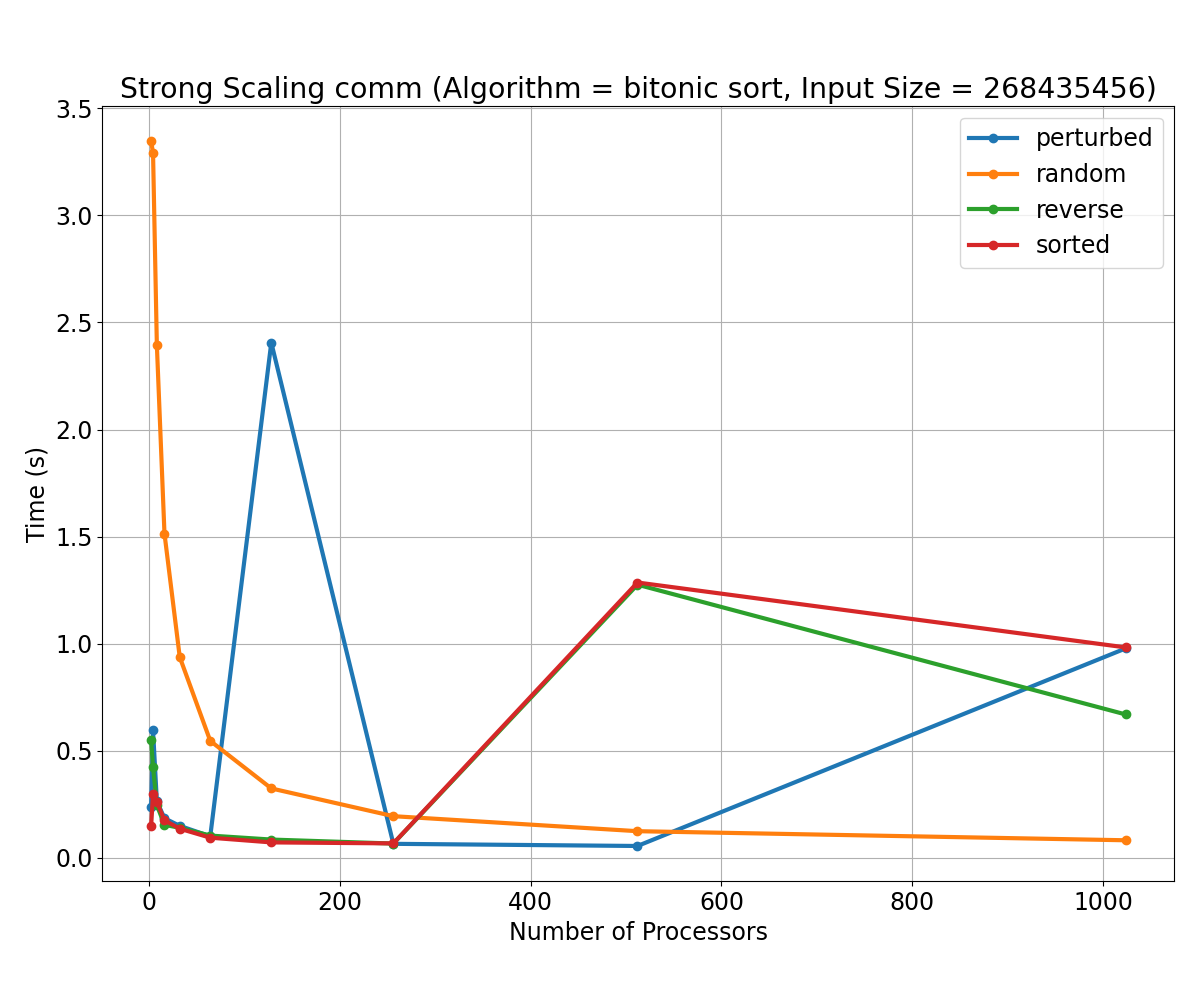 Strong Scaling comm (Algorithm = bitonic sort, Input Size = 268435456)
3.5
3.0
2.5
2.0
1.5
1.0
0.5
0.0
Time (s)
perturbed
random
reverse
sorted
0 200 400 600 800 1000
Number of Processors